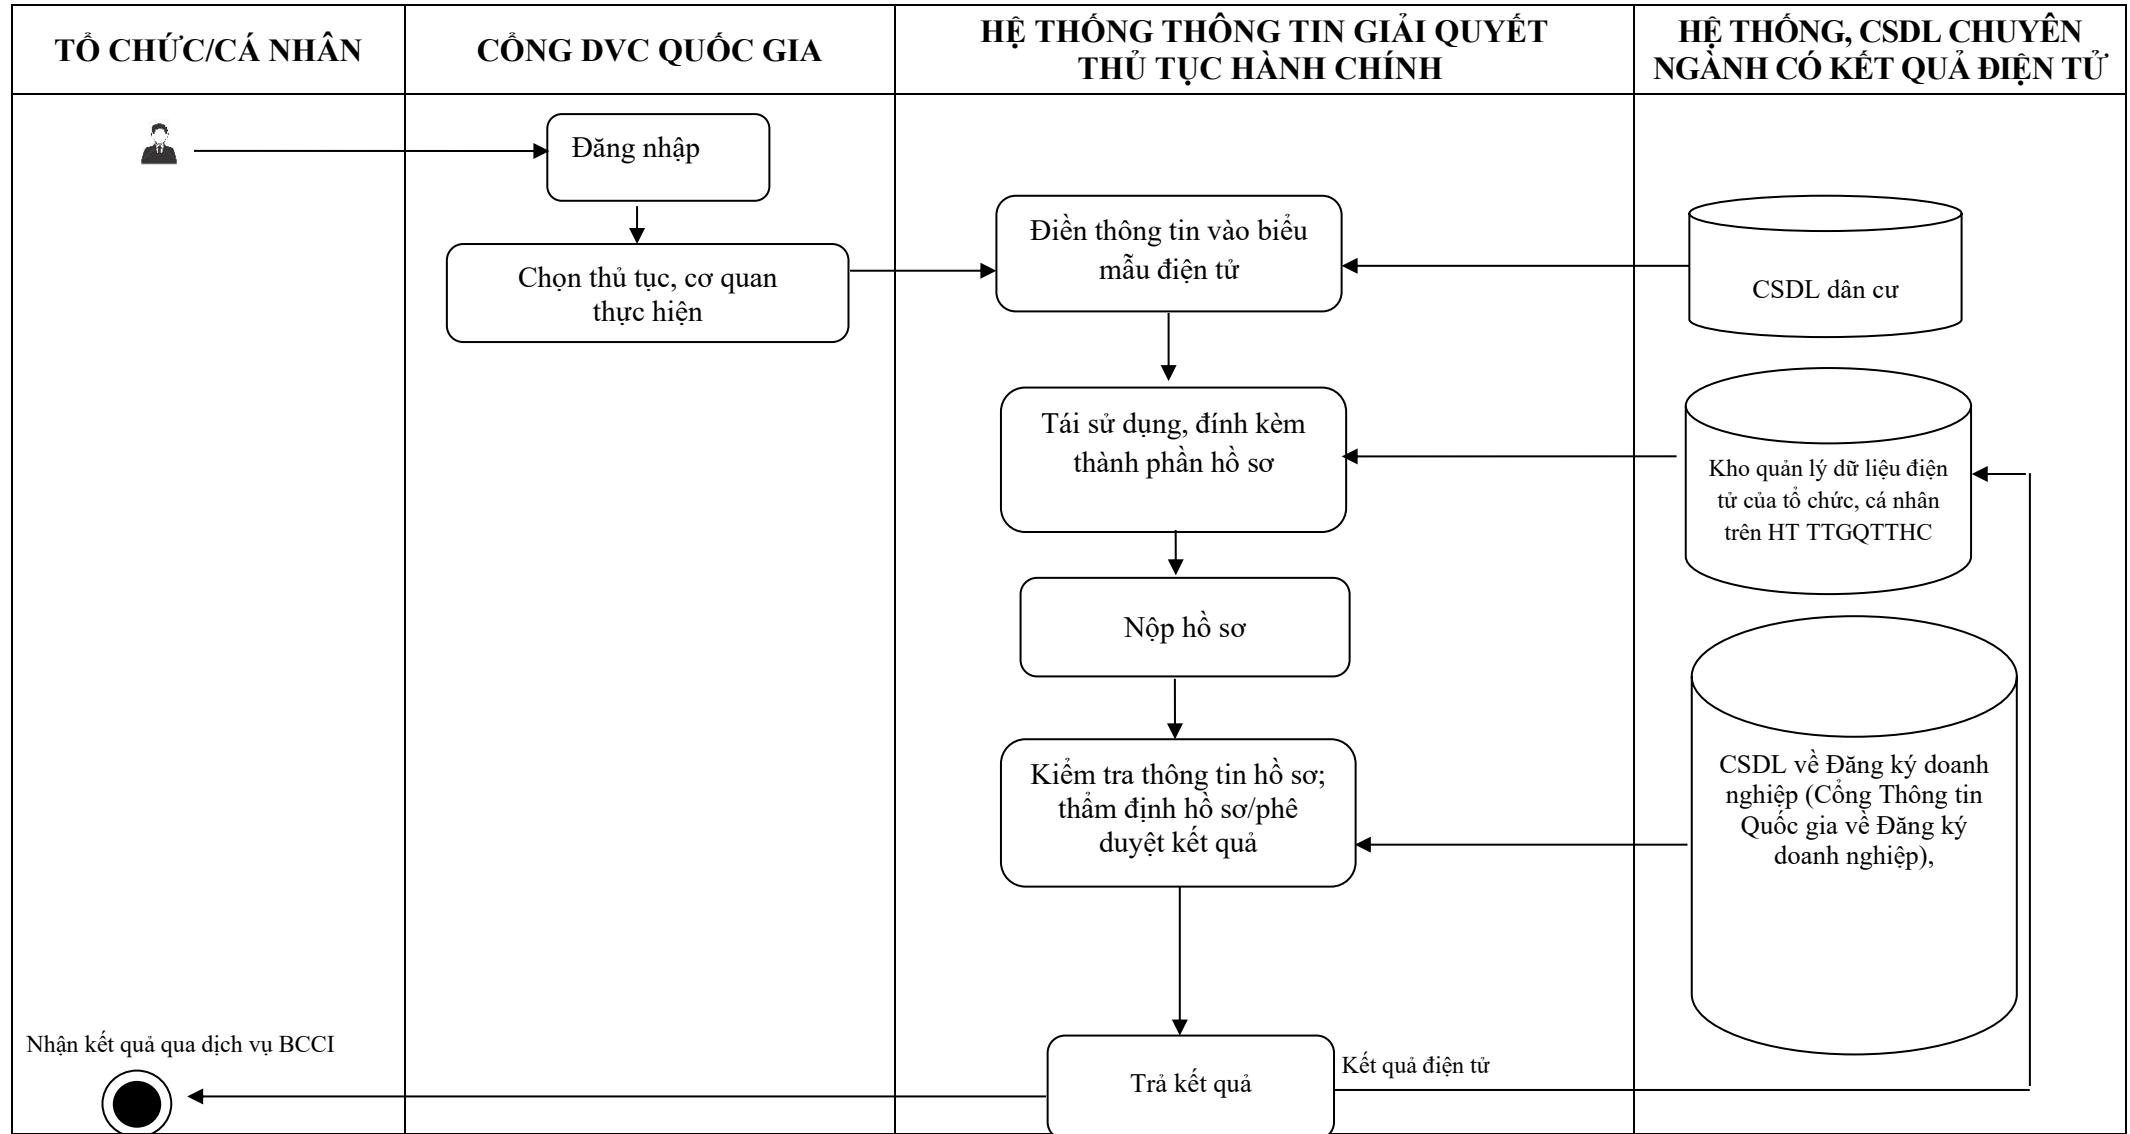 TỔ CHỨC/CÁ NHÂN
CỔNG DVC QUỐC GIA
HỆ THỐNG THÔNG TIN GIẢI QUYẾT
THỦ TỤC HÀNH CHÍNH
HỆ THỐNG, CSDL CHUYÊN
NGÀNH CÓ KẾT QUẢ ĐIỆN TỬ
Đăng nhập
Chọn thủ tục, cơ quan
thực hiện
Điền thông tin vào biểu
mẫu điện tử
CSDL dân cư
Tái sử dụng, đính kèm
thành phần hồ sơ
Kho quản lý dữ liệu điện
tử của tổ chức, cá nhân
trên HT TTGQTTHC
Nộp hồ sơ
Kiểm tra thông tin hồ sơ;
thẩm định hồ sơ/phê
duyệt kết quả
CSDL về Đăng ký doanh
nghiệp (Cổng Thông tin
Quốc gia về Đăng ký
doanh nghiệp),
Nhận kết quả qua dịch vụ BCCI
Trả kết quả
Kết quả điện tử